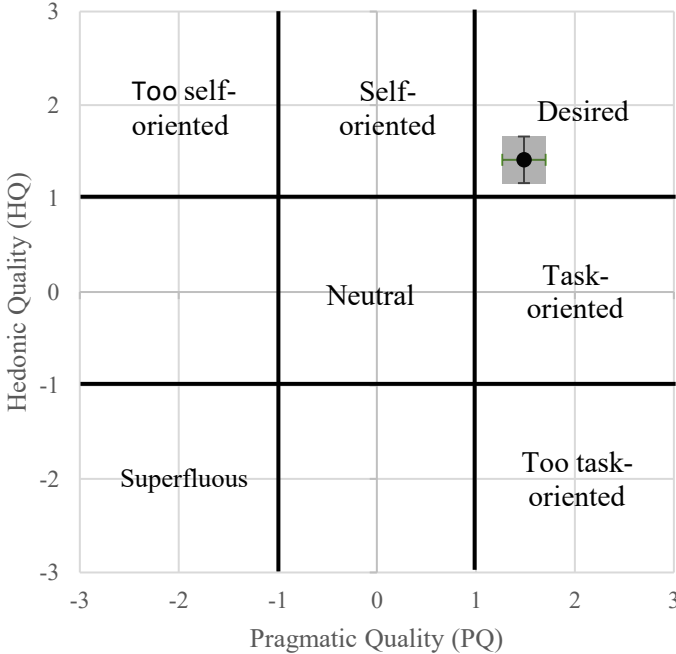 3
Too self-
oriented
Self-
oriented
Desired
2
1
Hedonic Quality (HQ)
0
Neutral
Task-
oriented
-1
Superfluous
Too task-
oriented
-2
-3
-3 -2 -1 0 1 2 3
Pragmatic Quality (PQ)